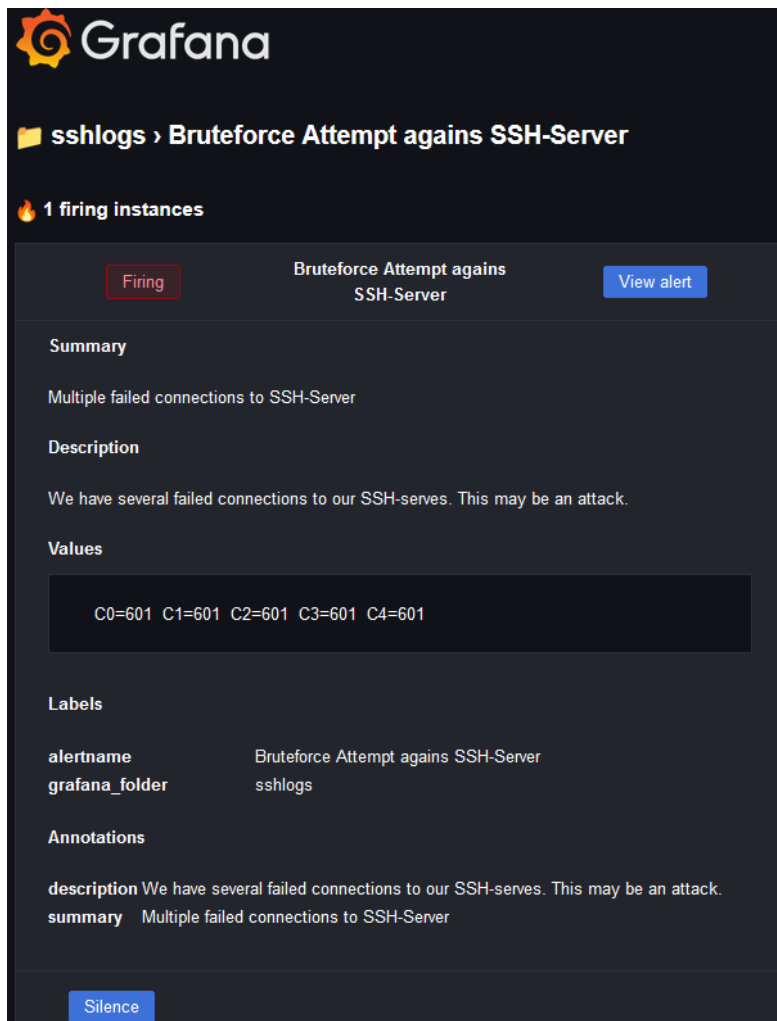 Grafana
sshlogs › Bruteforce Attempt agains SSH-Server
1 firing instances
Firing
Bruteforce Attempt agains
SSH-Server
View alert
Summary
Multiple failed connections to SSH-Server
Description
We have several failed connections to our SSH-serves. This may be an attack.
Values
C0=601 C1=601 C2=601 C3=601 C4=601
Labels
alertname Bruteforce Attempt agains SSH-Server
grafana_folder sshlogs
Annotations
description We have several failed connections to our SSH-serves. This may be an attack.
summary Multiple failed connections to SSH-Server
Silence